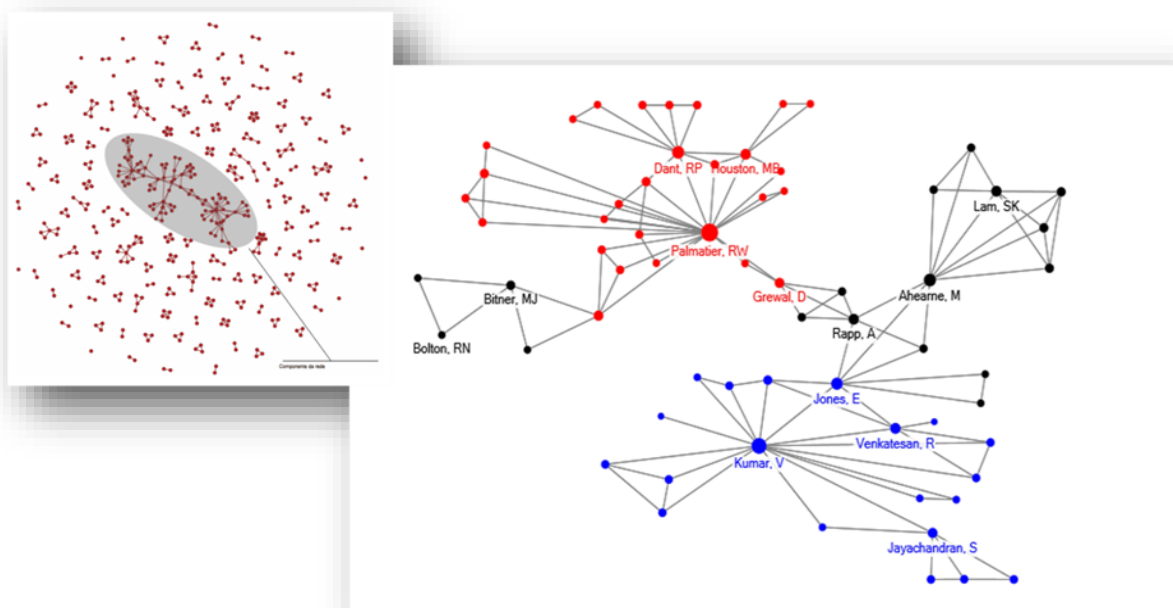 Componente da rede
Dant, RP
Houston, MB
Palmatier, RW
Lam, SK
Bitner, MJ
Grewal, D
Ahearne, M
Rapp, A
Bolton, RN
Jones, E
Venkatesan, R
Kumar, V
Jayachandran, S